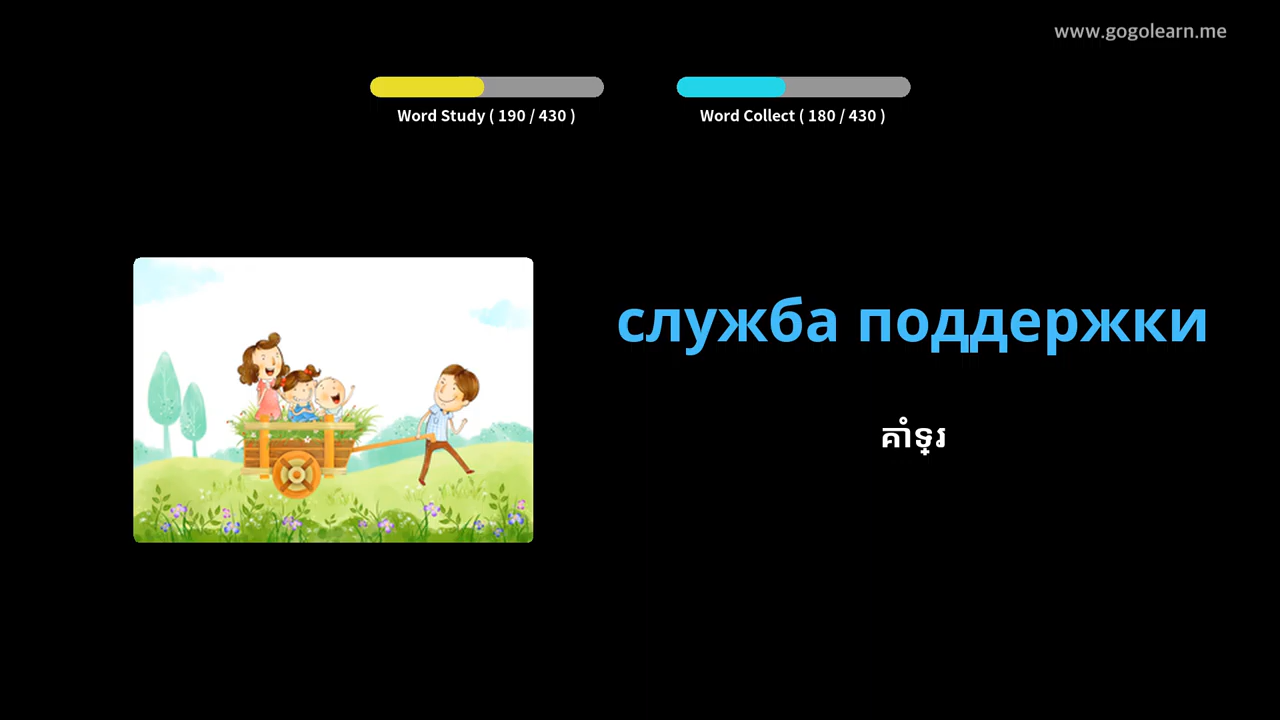 www.gogolearn.me
Word Study ( 190 / 430 )
Word Collect ( 180 / 430 )
служба поддержки
គាំទ្រ